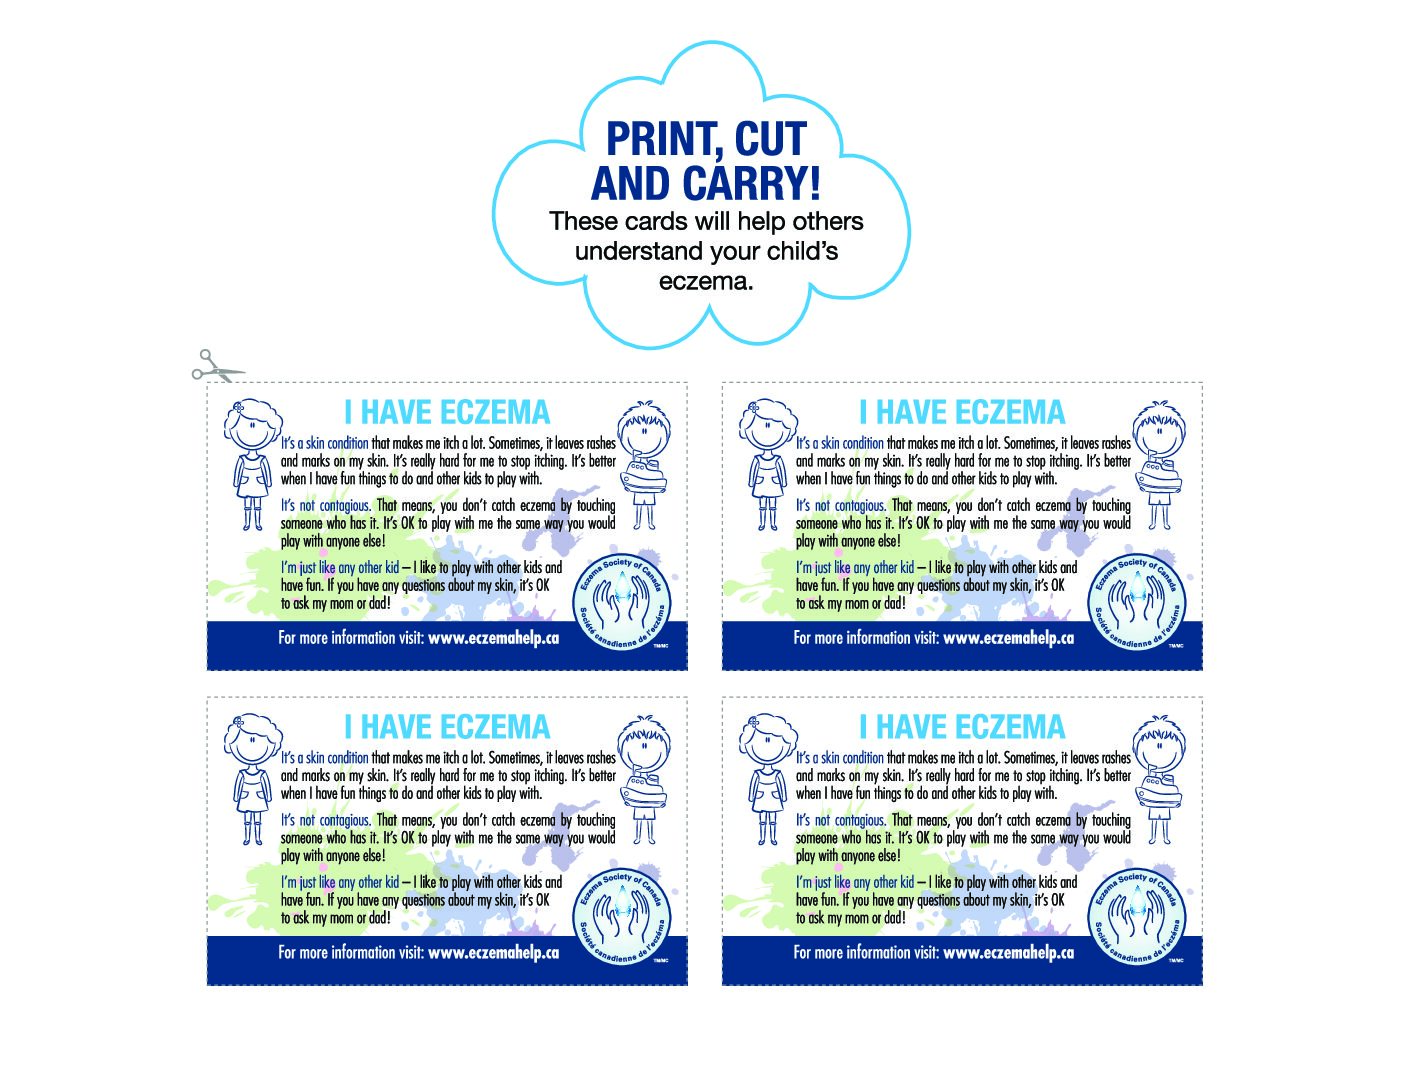 PRINT, CUT
AND CARRY!
These cards will help others
understand your child's
eczema.
I HAVE ECZEMA
It's a skin condition that makes me itch a lot. Sometimes, it leaves rashes
and marks on my skin. It's really hard for me to stop itching. It's better
when I have fun things to do and other kids to play with.
It's not contagious. That means, you don't catch eczema by touching
someone who has it. It's OK to play with me the same way you would
play with anyone else!
I'm just like any other kid – I like to play with other kids and
have fun. If you have any questions about my skin, it's OK
to ask my mom or dad!
Eczema Society of Canada
Société canadienne de l'eczéma
TM/MC
For more information visit: www.eczemahelp.ca
I HAVE ECZEMA
It's a skin condition that makes me itch a lot. Sometimes, it leaves rashes
and marks on my skin. It's really hard for me to stop itching. It's better
when I have fun things to do and other kids to play with.
It's not contagious. That means, you don't catch eczema by touching
someone who has it. It's OK to play with me the same way you would
play with anyone else!
I'm just like any other kid – I like to play with other kids and
have fun. If you have any questions about my skin, it's OK
to ask my mom or dad!
Eczema Society of Canada
Société canadienne de l'eczéma
TM/MC
For more information visit: www.eczemahelp.ca
I HAVE ECZEMA
It's a skin condition that makes me itch a lot. Sometimes, it leaves rashes
and marks on my skin. It's really hard for me to stop itching. It's better
when I have fun things to do and other kids to play with.
It's not contagious. That means, you don't catch eczema by touching
someone who has it. It's OK to play with me the same way you would
play with anyone else!
I'm just like any other kid – I like to play with other kids and
have fun. If you have any questions about my skin, it's OK
to ask my mom or dad!
Eczema Society of Canada
Société canadienne de l'eczéma
TM/MC
For more information visit: www.eczemahelp.ca
I HAVE ECZEMA
It's a skin condition that makes me itch a lot. Sometimes, it leaves rashes
and marks on my skin. It's really hard for me to stop itching. It's better
when I have fun things to do and other kids to play with.
It's not contagious. That means, you don't catch eczema by touching
someone who has it. It's OK to play with me the same way you would
play with anyone else!
I'm just like any other kid – I like to play with other kids and
have fun. If you have any questions about my skin, it's OK
to ask my mom or dad!
Eczema Society of Canada
Société canadienne de l'eczéma
TM/MC
For more information visit: www.eczemahelp.ca